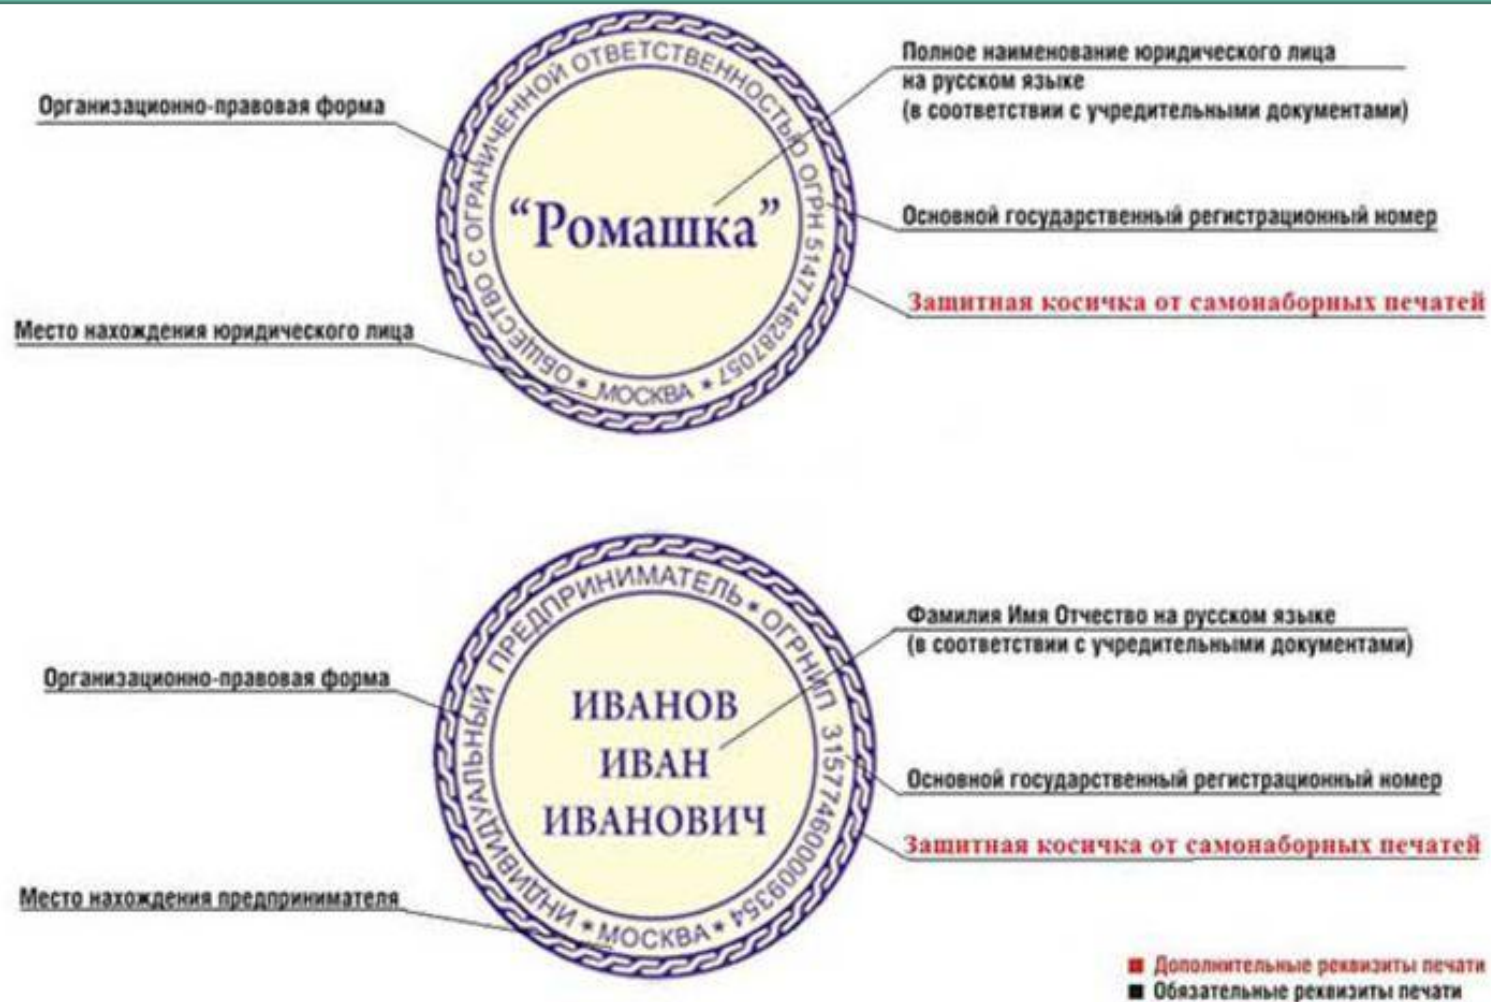 Организационно-правовая форма
Место нахождения юридического лица
ОБЩЕСТВО С ОГРАНИЧЕННОЙ ОТВЕТСТВЕННОСТЬЮ ОГРН 5147746287057 * МОСКВА *
“Ромашка”
Полное наименование юридического лица
на русском языке
(в соответствии с учредительными документами)
Основной государственный регистрационный номер
Защитная косичка от самонаборных печатей
Организационно-правовая форма
Место нахождения предпринимателя
ИНДИВИДУАЛЬНЫЙ ПРЕДПРИНИМАТЕЛЬ * ОГРНИП 315774600009354 * МОСКВА *
ИВАНОВ
ИВАН
ИВАНОВИЧ
Фамилия Имя Отчество на русском языке
(в соответствии с учредительными документами)
Основной государственный регистрационный номер
Защитная косичка от самонаборных печатей
Дополнительные реквизиты печати
Обязательные реквизиты печати